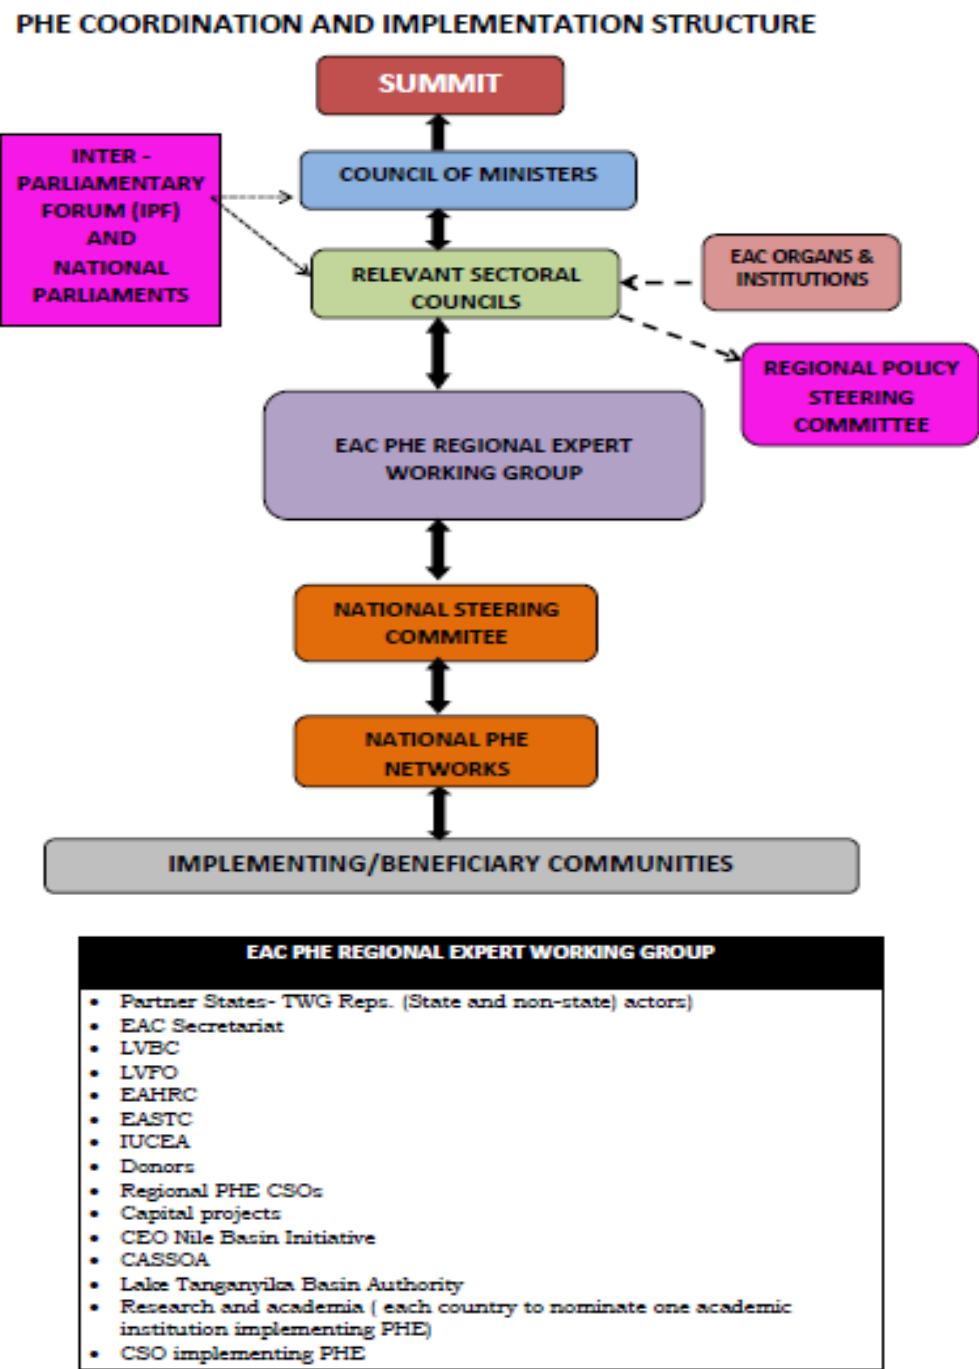 PHE COORDINATION AND IMPLEMENTATION STRUCTURE
SUMMIT
INTER -
PARLIAMENTARY
FORUM (IPF)
AND
NATIONAL
PARLIAMENTS
COUNCIL OF MINISTERS
RELEVANT SECTORAL
COUNCILS
EAC ORGANS &
INSTITUTIONS
REGIONAL POLICY
STEERING
COMMITTEE
EAC PHE REGIONAL EXPERT
WORKING GROUP
NATIONAL STEERING
COMMITEE
NATIONAL PHE
NETWORKS
IMPLEMENTING/BENEFICIARY COMMUNITIES
EAC PHE REGIONAL EXPERT WORKING GROUP
• Partner States- TWG Reps. (State and non-state) actors)
• EAC Secretariat
• LVBC
• LVFO
• EAHRC
• EASTC
• IUCEA
• Donors
• Regional PHE CSOs
• Capital projects
• CEO Nile Basin Initiative
• CASSOA
• Lake Tanganyika Basin Authority
• Research and academia ( each country to nominate one academic
institution implementing PHE)
• CSO implementing PHE